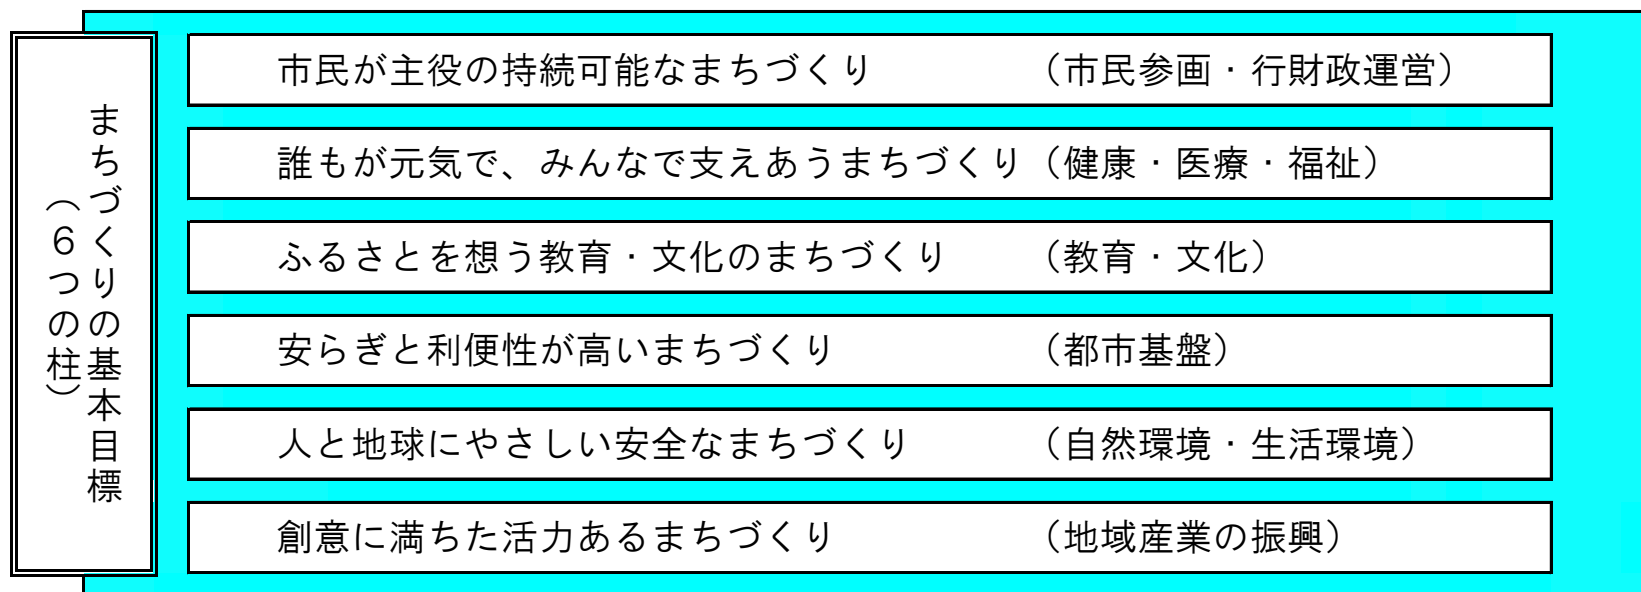 まちづくりの基本目標
（６つの柱）
市民が主役の持続可能なまちづくり　　　　　（市民参画・行財政運営）
誰もが元気で、みんなで支えあうまちづくり（健康・医療・福祉）
ふるさとを想う教育・文化のまちづくり　　　（教育・文化）
安らぎと利便性が高いまちづくり　　　　　　（都市基盤）
人と地球にやさしい安全なまちづくり　　　　（自然環境・生活環境）
創意に満ちた活力あるまちづくり　　　　　　（地域産業の振興）